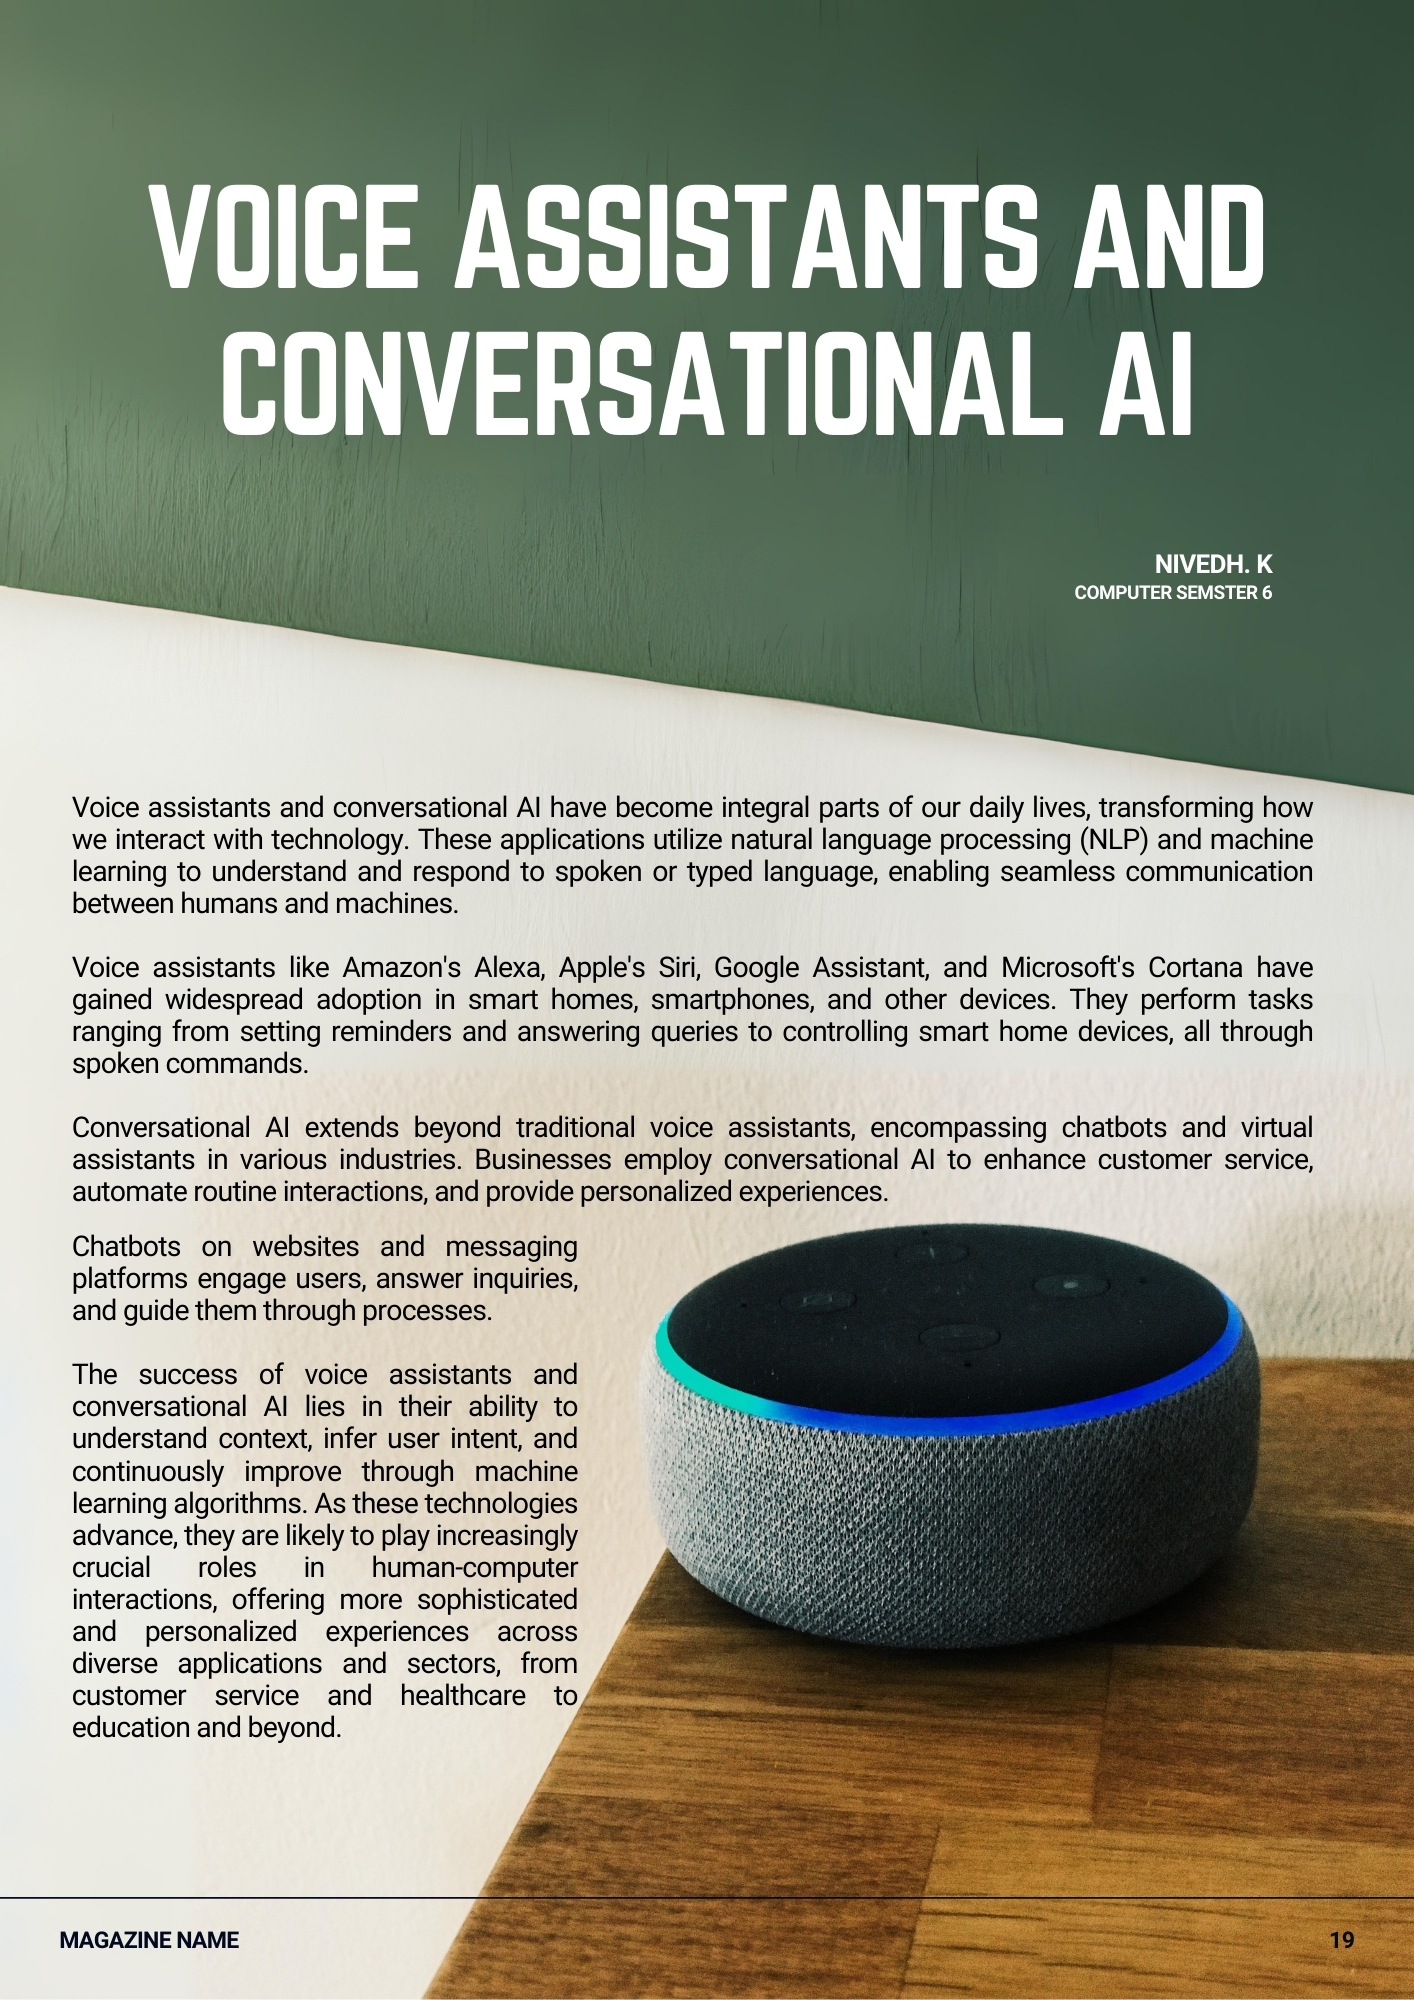 VOICE ASSISTANTS AND
CONVERSATIONAL AI
NIVEDH. K
COMPUTER SEMSTER 6
Voice assistants and conversational AI have become integral parts of our daily lives, transforming how
we interact with technology. These applications utilize natural language processing (NLP) and machine
learning to understand and respond to spoken or typed language, enabling seamless communication
between humans and machines.
Voice assistants like Amazon's Alexa, Apple's Siri, Google Assistant, and Microsoft's Cortana have
gained widespread adoption in smart homes, smartphones, and other devices. They perform tasks
ranging from setting reminders and answering queries to controlling smart home devices, all through
spoken commands.
Conversational AI extends beyond traditional voice assistants, encompassing chatbots and virtual
assistants in various industries. Businesses employ conversational AI to enhance customer service,
automate routine interactions, and provide personalized experiences.
Chatbots on websites and messaging
platforms engage users, answer inquiries,
and guide them through processes.
The success of voice assistants and
conversational AI lies in their ability to
understand context, infer user intent, and
continuously improve through machine
learning algorithms. As these technologies
advance, they are likely to play increasingly
crucial roles in human-computer
interactions, offering more sophisticated
and personalized experiences across
diverse applications and sectors, from
customer service and healthcare to
education and beyond.
MAGAZINE NAME
19